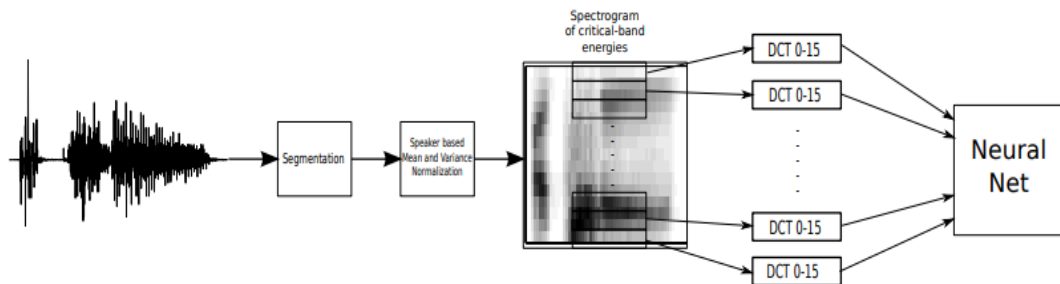 Spectrogram
of critical-band
energies
Segmentation
Speaker based
Mean and Variance
Normalization
DCT 0-15
DCT 0-15
DCT 0-15
DCT 0-15
Neural
Net